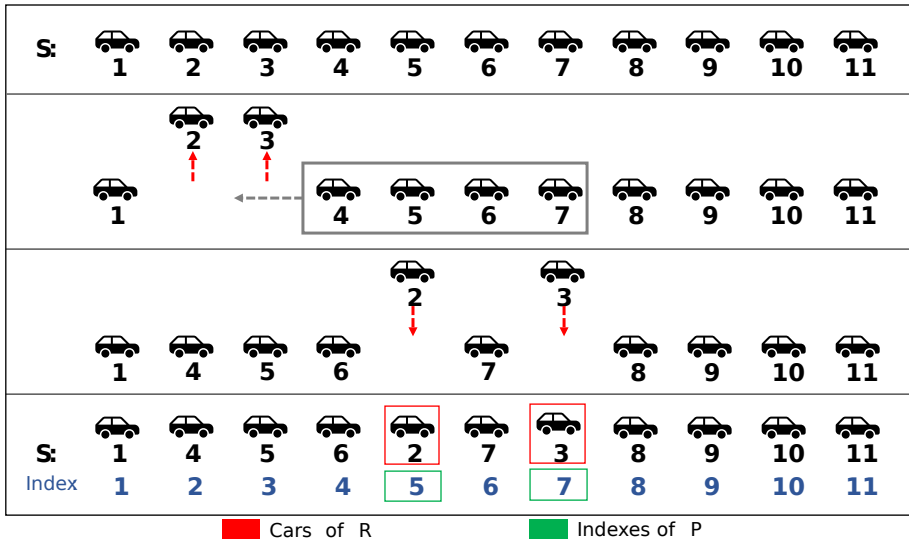 S: 1 2 3 4 5 6 7 8 9 10 11
2 3
1 4 5 6 7 8 9 10 11
2 3
1 4 5 6 7 8 9 10 11
S: 1 4 5 6 2 7 3 8 9 10 11
Index 1 2 3 4 5 6 7 8 9 10 11
Cars of R Indexes of P